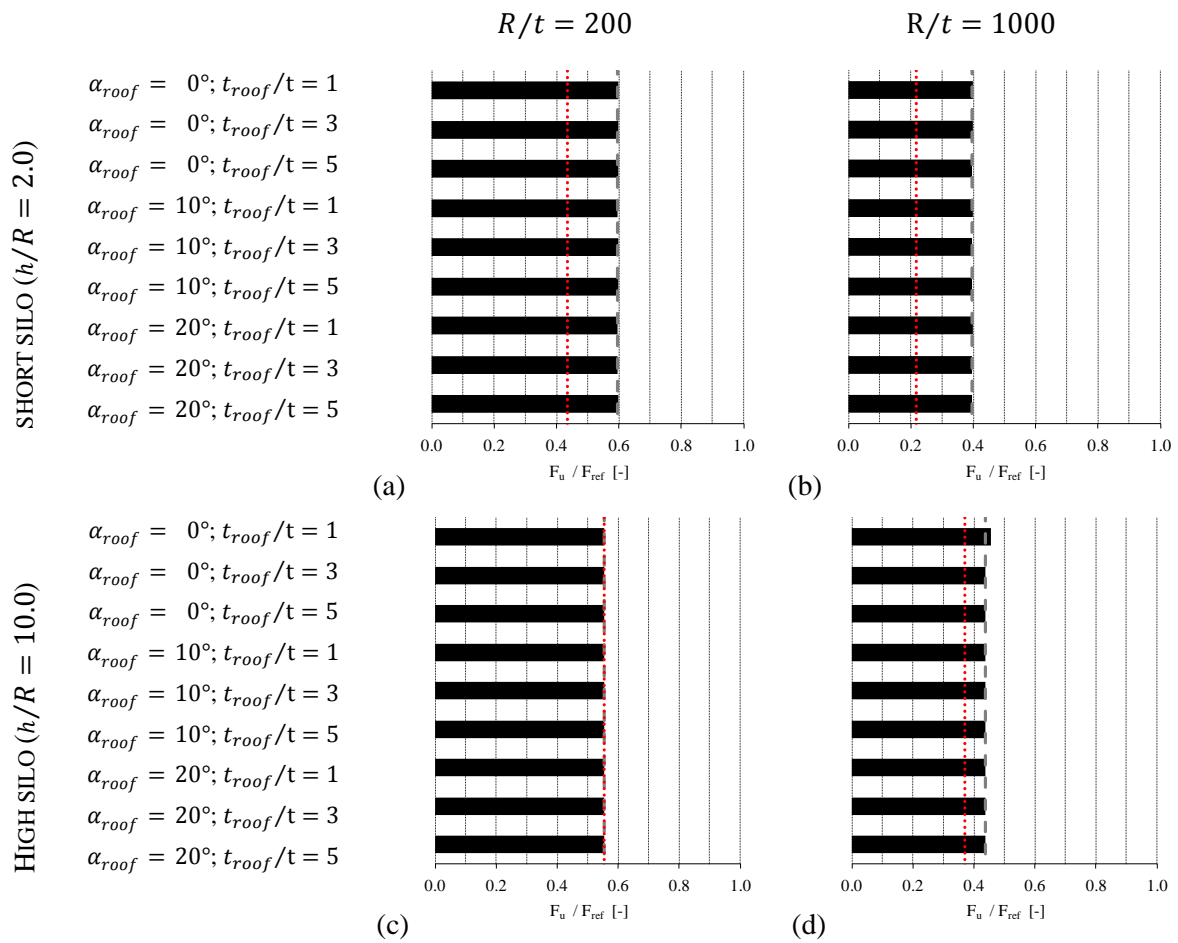 R/t = 200
R/t = 1000
SHORT SILO (h/R = 2.0)
α_roof = 0°; t_roof/t = 1
α_roof = 0°; t_roof/t = 3
α_roof = 0°; t_roof/t = 5
α_roof = 10°; t_roof/t = 1
α_roof = 10°; t_roof/t = 3
α_roof = 10°; t_roof/t = 5
α_roof = 20°; t_roof/t = 1
α_roof = 20°; t_roof/t = 3
α_roof = 20°; t_roof/t = 5
0.0 0.2 0.4 0.6 0.8 1.0
F_u / F_ref [-]
(a)
0.0 0.2 0.4 0.6 0.8 1.0
F_u / F_ref [-]
(b)
HIGH SILO (h/R = 10.0)
α_roof = 0°; t_roof/t = 1
α_roof = 0°; t_roof/t = 3
α_roof = 0°; t_roof/t = 5
α_roof = 10°; t_roof/t = 1
α_roof = 10°; t_roof/t = 3
α_roof = 10°; t_roof/t = 5
α_roof = 20°; t_roof/t = 1
α_roof = 20°; t_roof/t = 3
α_roof = 20°; t_roof/t = 5
0.0 0.2 0.4 0.6 0.8 1.0
F_u / F_ref [-]
(c)
0.0 0.2 0.4 0.6 0.8 1.0
F_u / F_ref [-]
(d)